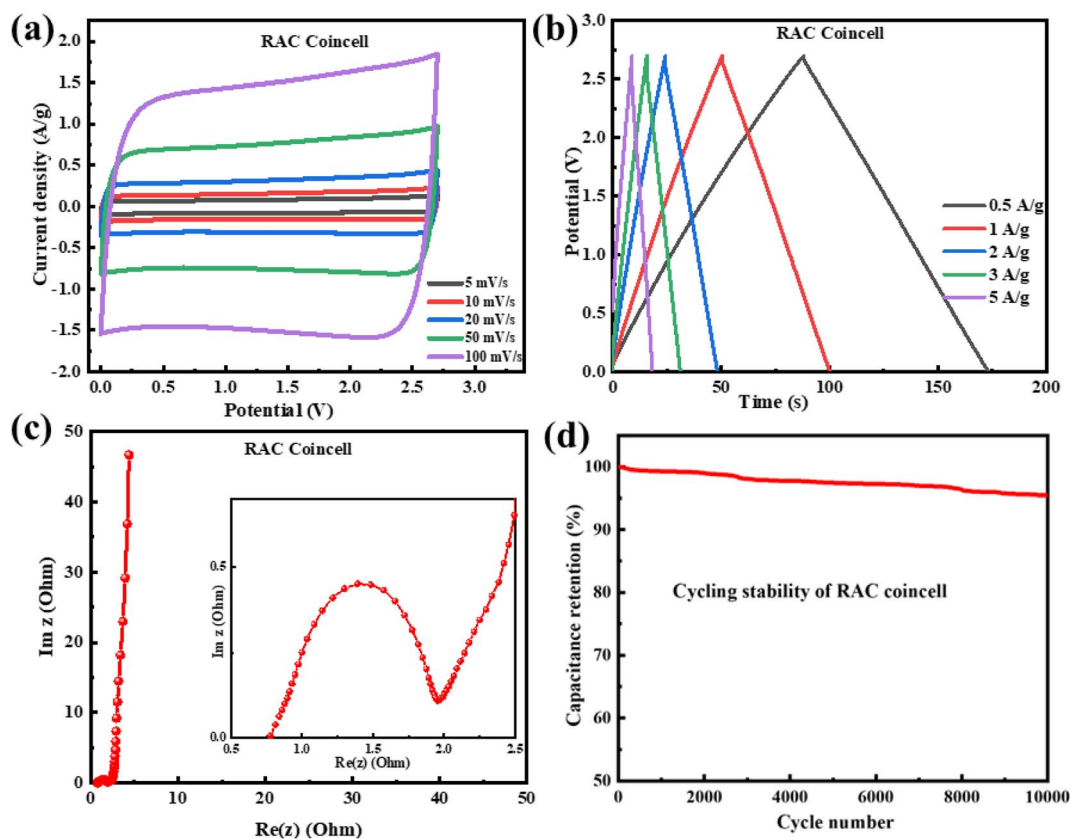 (a)
RAC Coincell
2.0
1.5
1.0
0.5
0.0
-0.5
-1.0
-1.5
-2.0
Current density (A/g)
5 mV/s
10 mV/s
20 mV/s
50 mV/s
100 mV/s
0.0 0.5 1.0 1.5 2.0 2.5 3.0
Potential (V)
(b)
RAC Coincell
3.0
2.5
2.0
1.5
1.0
0.5
0.0
Potential (V)
0.5 A/g
1 A/g
2 A/g
3 A/g
5 A/g
0 50 100 150 200
Time (s)
(c)
RAC Coincell
50
40
30
20
10
0
Im z (Ohm)
0.5
0.0
Im z (Ohm)
0.5 1.0 1.5 2.0 2.5
Re(z) (Ohm)
0 10 20 30 40 50
Re(z) (Ohm)
(d)
100
90
80
70
60
50
Capacitance retention (%)
Cycling stability of RAC coincell
0 2000 4000 6000 8000 10000
Cycle number